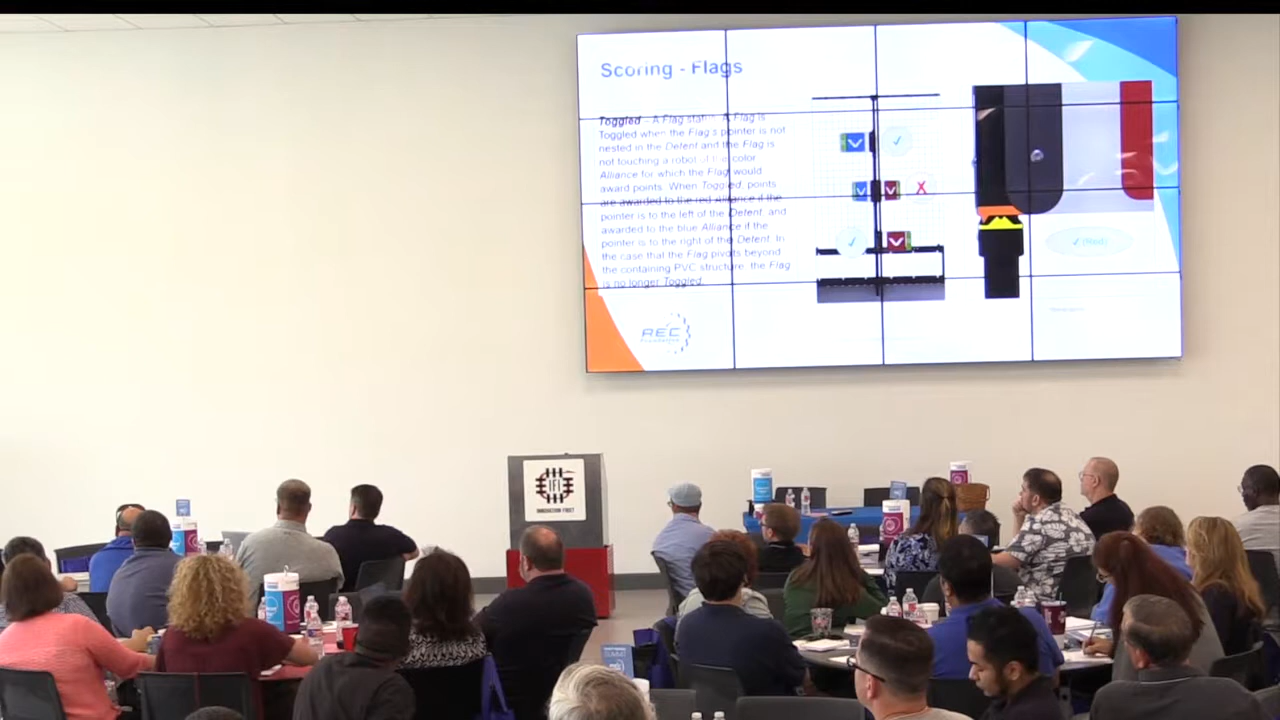 Scoring - Flags
Toggled – A Flag state. A Flag is
Toggled when the Flag's pointer is not
nested in the Detent and the Flag is
not touching a robot of the color
Alliance for which the Flag would
award points. When Toggled, points
are awarded to the red Alliance if the
pointer is to the left of the Detent, and
awarded to the blue Alliance if the
pointer is to the right of the Detent. In
the case that the Flag pivots beyond
the containing PVC structure, the Flag
is no longer Toggled.
✓(Red)
REC
Foundation
IFI
INNOVATION FIRST